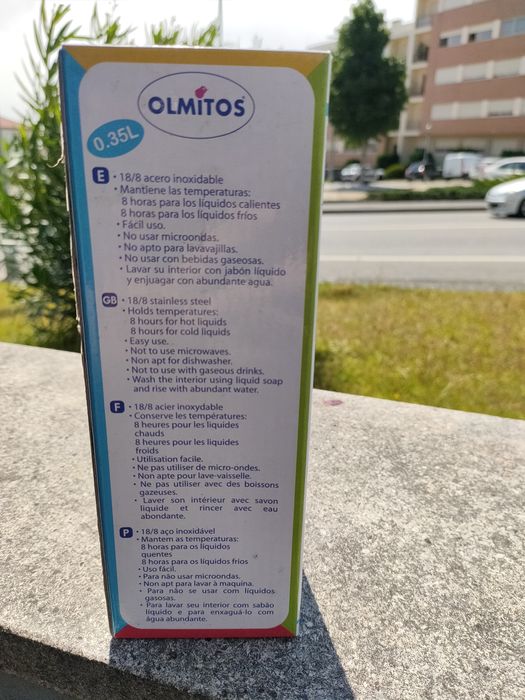 OLMITOS
0.35L
E • 18/8 acero inoxidable
• Mantiene las temperaturas:
8 horas para los líquidos calientes
8 horas para los líquidos fríos
• Fácil uso.
• No usar microondas.
• No apto para lavavajillas.
• No usar con bebidas gaseosas.
• Lavar su interior con jabón líquido
y enjuagar con abundante agua.
GB • 18/8 stainless steel
• Holds temperatures:
8 hours for hot liquids
8 hours for cold liquids
• Easy use.
• Not to use microwaves.
• Non apt for dishwasher.
• Not to use with gaseous drinks.
• Wash the interior using liquid soap
and rise with abundant water.
F • 18/8 acier inoxydable
• Conserve les températures:
8 heures pour les liquides
chauds
8 heures pour les liquides
froids
• Utilisation facile.
• Ne pas utiliser de micro-ondes.
• Non apte pour lave-vaisselle.
• Ne pas utiliser avec des boissons
gazeuses.
• Laver son intérieur avec savon
liquide et rincer avec eau
abondante.
P • 18/8 aço inoxidável
• Mantem as temperaturas:
8 horas para os líquidos
quentes
8 horas para os líquidos frios
• Uso fácil.
• Para não usar microondas.
• Non apt para lavar à maquina.
• Para não se usar com líquidos
gasosas.
• Para lavar seu interior com sabão
líquido e para enxaguá-lo com
água abundante.